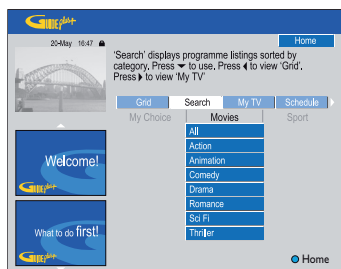 GUIDE plus+
20-May 16:47
Home
'Search' displays programme listings sorted by
category, Press to use, Press to view 'Grid',
Press to view 'My TV'
Grid Search My TV Schedule
My Choice Movies Sport
All
Action
Animation
Comedy
Drama
Romance
Sci Fi
Thriller
Welcome!
GUIDE plus+
What to do first!
GUIDE plus+
Home